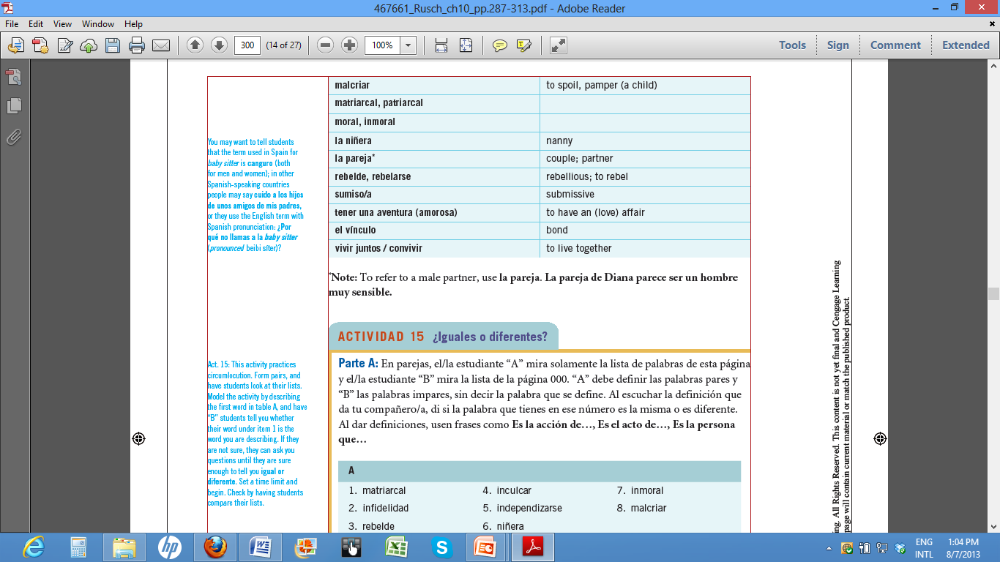 467661_Rusch_ch10_pp.287-313.pdf - Adobe Reader
File Edit View Window Help
300 (14 of 27) 100% Tools Sign Comment Extended
malcriar to spoil, pamper (a child)
matriarcal, patriarcal
moral, inmoral
la niñera nanny
la pareja* couple; partner
rebelde, rebelarse rebellious; to rebel
sumiso/a submissive
tener una aventura (amorosa) to have an (love) affair
el vínculo bond
vivir juntos / convivir to live together
You may want to tell students
that the term used in Spain for
baby sitter is canguro (both
for men and women); in other
Spanish-speaking countries
people may say cuido a los hijos
de unos amigos de mis padres,
or they use the English term with
Spanish pronunciation: ¿Por
qué no llamas a la baby sitter
(pronounced beibi síter)?
*Note: To refer to a male partner, use la pareja. La pareja de Diana parece ser un hombre
muy sensible.
ACTIVIDAD 15 ¿Iguales o diferentes?
Parte A: En parejas, el/la estudiante “A” mira solamente la lista de palabras de esta página
y el/la estudiante “B” mira la lista de la página 000. “A” debe definir las palabras pares y
“B” las palabras impares, sin decir la palabra que se define. Al escuchar la definición que
da tu compañero/a, di si la palabra que tienes en ese número es la misma o es diferente.
Al dar definiciones, usen frases como Es la acción de..., Es el acto de..., Es la persona
que...
Act. 15: This activity practices
circumlocution. Form pairs, and
have students look at their lists.
Model the activity by describing
the first word in table A, and have
“B” students tell you whether
their word under item 1 is the
word you are describing. If they
are not sure, they can ask you
questions until they are sure
enough to tell you igual or
diferente. Set a time limit and
begin. Check by having students
compare their lists.
A
1. matriarcal 4. inculcar 7. inmoral
2. infidelidad 5. independizarse 8. malcriar
3. rebelde 6. niñera
ing. All Rights Reserved. This content is not yet final and Cengage Learning
page will contain current material or match the published product.
ENG 1:04 PM
INTL 8/7/2013